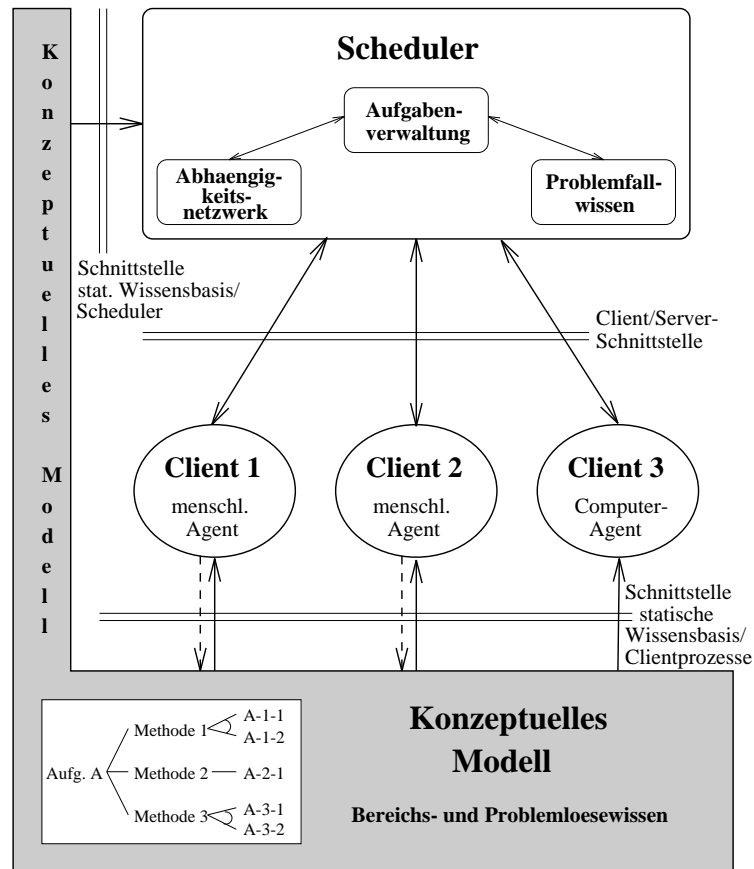 Konzeptuelles Modell
Scheduler
Aufgaben-
verwaltung
Abhaengig-
keits-
netzwerk
Problemfall-
wissen
Schnittstelle
stat. Wissensbasis/
Scheduler
Client/Server-
Schnittstelle
Client 1
menschl.
Agent
Client 2
menschl.
Agent
Client 3
Computer-
Agent
Schnittstelle
statische
Wissensbasis/
Clientprozesse
Aufg. A
Methode 1
A-1-1
A-1-2
Methode 2
A-2-1
Methode 3
A-3-1
A-3-2
Konzeptuelles
Modell
Bereichs- und Problemloesewissen